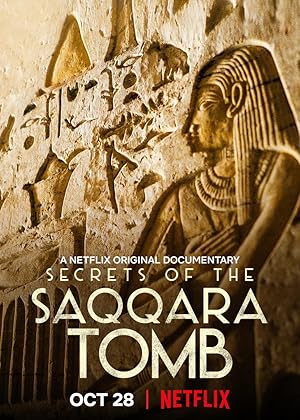 A NETFLIX ORIGINAL DOCUMENTARY
SECRETS OF THE
SAQQARA
TOMB
OCT 28 | NETFLIX